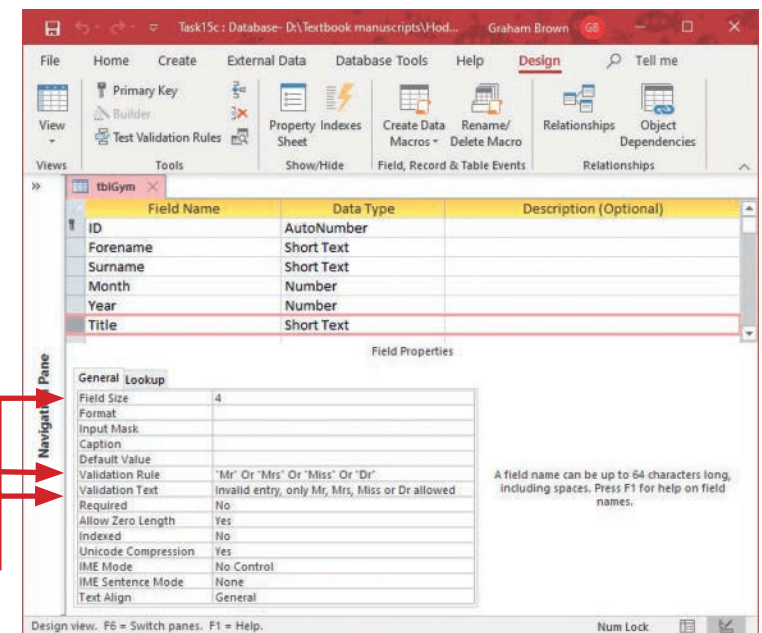 Task15c : Database- D:\Textbook manuscripts\Hod... Graham Brown GB
File Home Create External Data Database Tools Help Design Tell me
View
Primary Key
Builder
Test Validation Rules
Property Sheet
Indexes
Create Data Macros
Rename/ Delete Macro
Relationships
Object Dependencies
Views Tools Show/Hide Field, Record & Table Events Relationships
tblGym
Field Name Data Type Description (Optional)
ID AutoNumber
Forename Short Text
Surname Short Text
Month Number
Year Number
Title Short Text
Navigation Pane
Field Properties
General Lookup
Field Size 4
Format
Input Mask
Caption
Default Value
Validation Rule "Mr" Or "Mrs" Or "Miss" Or "Dr"
Validation Text Invalid entry, only Mr, Mrs, Miss or Dr allowed
Required No
Allow Zero Length Yes
Indexed No
Unicode Compression Yes
IME Mode No Control
IME Sentence Mode None
Text Align General
A field name can be up to 64 characters long,
including spaces. Press F1 for help on field
names.
Design view. F6 = Switch panes. F1 = Help. Num Lock